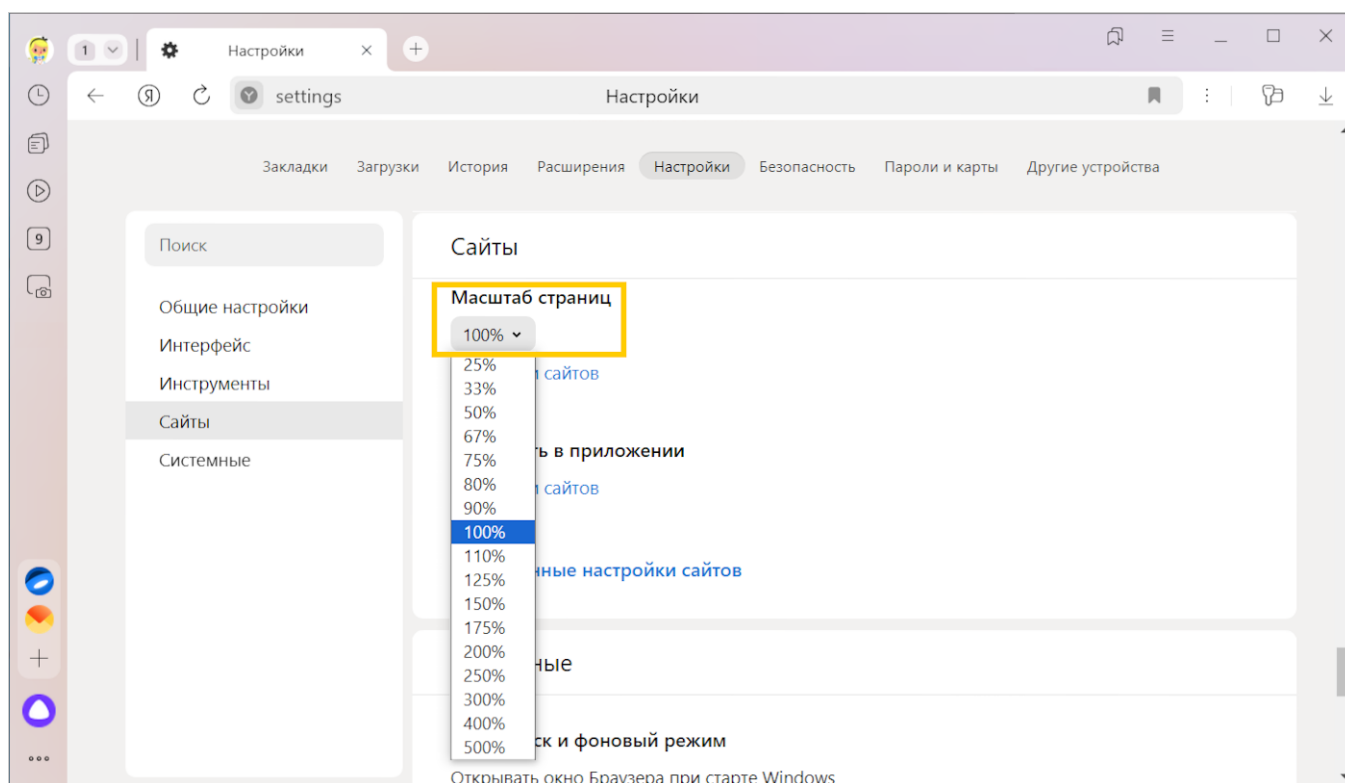 1
Настройки
Я
settings
Настройки
Закладки Загрузки История Расширения Настройки Безопасность Пароли и карты Другие устройства
9
Поиск
Общие настройки
Интерфейс
Инструменты
Сайты
Системные
Сайты
Масштаб страниц
100%
25%
сайтов
33%
50%
67%
в приложении
75%
80%
сайтов
90%
100%
110%
нные настройки сайтов
125%
150%
175%
200%
ные
250%
300%
400%
ск и фоновый режим
500%
Открывать окно Браузера при старте Windows